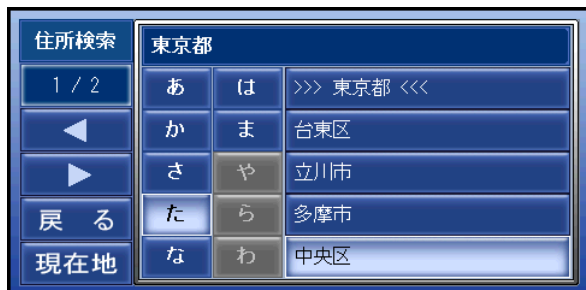 住所検索
東京都
1 / 2
あ
は
>>> 東京都 <<<
か
ま
台東区
さ
や
立川市
戻 る
た
ら
多摩市
現在地
な
わ
中央区